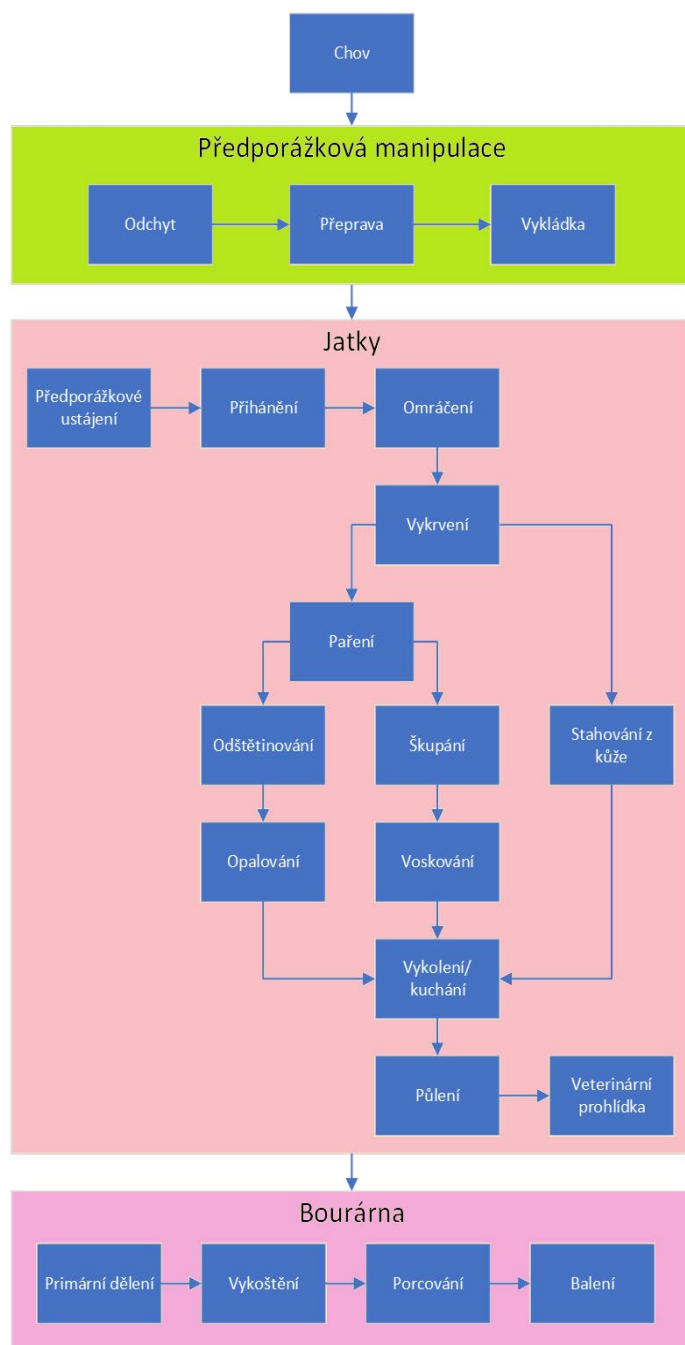 Chov
Předporážková manipulace
Odchyt
Přeprava
Vykládka
Jatky
Předporážkové
ustájení
Přihánění
Omráčení
Vykrvení
Paření
Odštětinování
Škupání
Stahování z
kůže
Opalování
Voskování
Vykolení/
kuchání
Půlení
Veterinární
prohlídka
Bourárna
Primární dělení
Vykoštění
Porcování
Balení